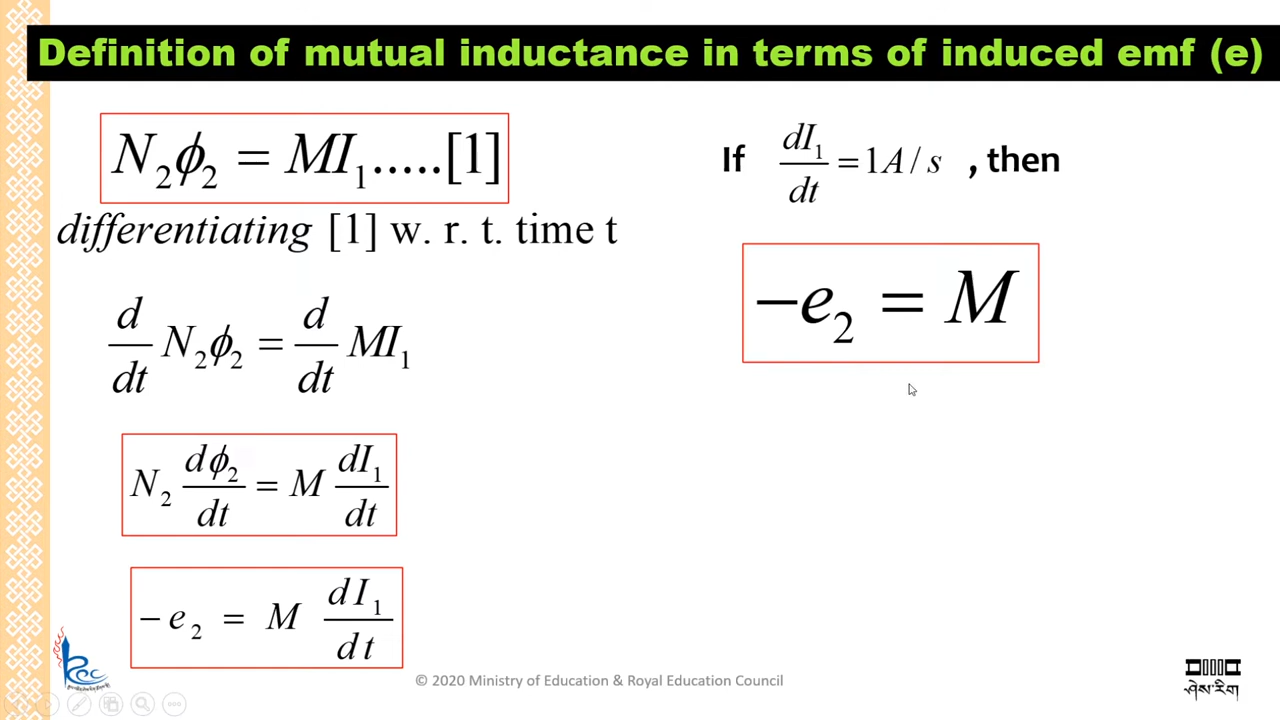 Definition of mutual inductance in terms of induced emf (e)
N₂ϕ₂ = MI₁.....[1]
differentiating [1] w. r. t. time t
d/dt N₂ϕ₂ = d/dt MI₁
N₂ dϕ₂/dt = M dI₁/dt
−e₂ = M dI₁/dt
If dI₁/dt = 1A/s , then
−e₂ = M
© 2020 Ministry of Education & Royal Education Council
ཤེས་རིག